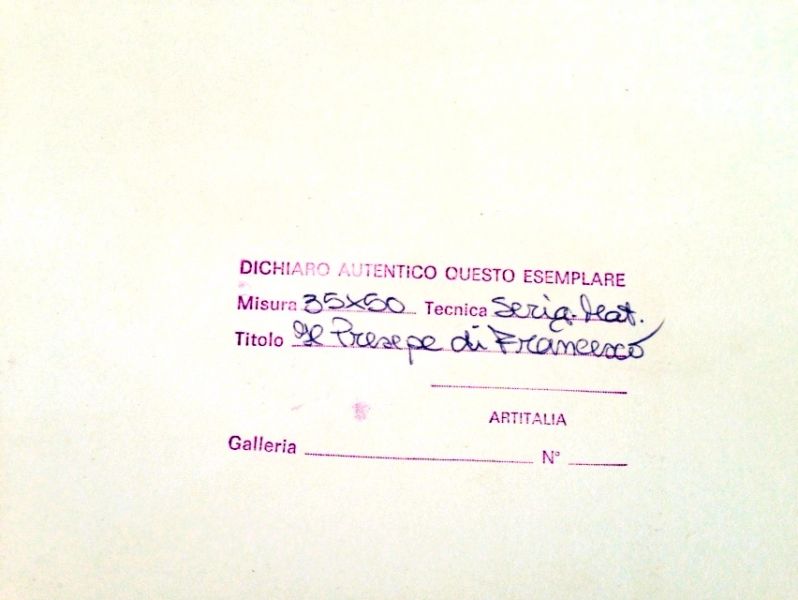 DICHIARO AUTENTICO QUESTO ESEMPLARE
Misura 35x50 Tecnica Serig. Mat.
Titolo Il Presepe di Francesco
ARTITALIA
Galleria N°